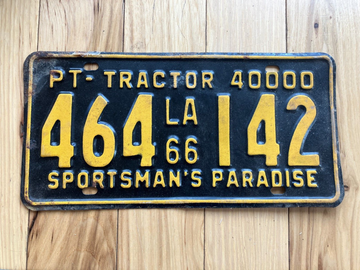 PT- TRACTOR 40000
464 LA 66 142
SPORTSMAN'S PARADISE